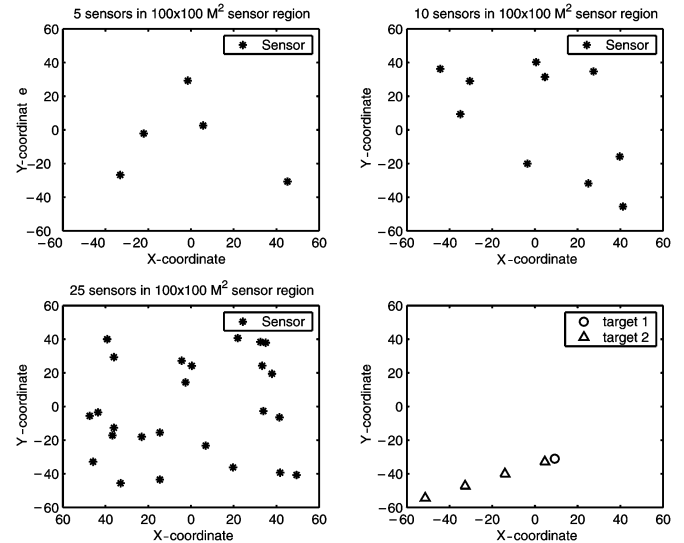 5 sensors in 100x100 M² sensor region
60
40
20
0
−20
−40
−60
Y-coordinat e
Sensor
−60 −40 −20 0 20 40 60
X-coordinate
10 sensors in 100x100 M² sensor region
60
40
20
0
−20
−40
−60
Y-coordinate
Sensor
−60 −40 −20 0 20 40 60
X-coordinate
25 sensors in 100x100 M² sensor region
60
40
20
0
−20
−40
−60
Y-coordinate
Sensor
−60 −40 −20 0 20 40 60
X-coordinate
60
40
20
0
−20
−40
−60
Y-coordinate
target 1
target 2
−60 −40 −20 0 20 40 60
X-coordinate